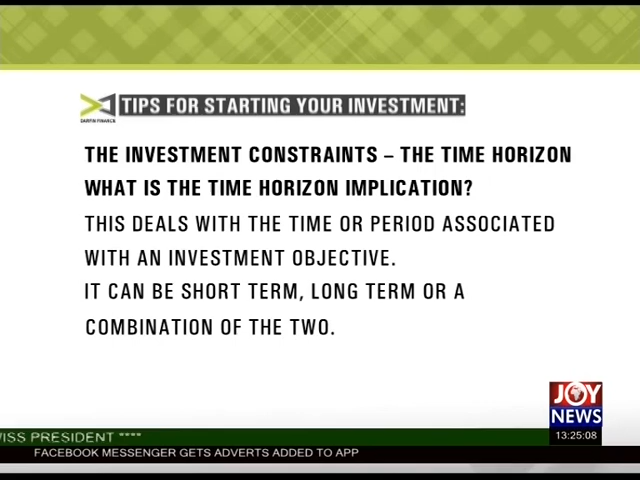 TIPS FOR STARTING YOUR INVESTMENT:
THE INVESTMENT CONSTRAINTS – THE TIME HORIZON
WHAT IS THE TIME HORIZON IMPLICATION?
THIS DEALS WITH THE TIME OR PERIOD ASSOCIATED
WITH AN INVESTMENT OBJECTIVE.
IT CAN BE SHORT TERM, LONG TERM OR A
COMBINATION OF THE TWO.
JOY
NEWS
13:25:08
WISS PRESIDENT ****
FACEBOOK MESSENGER GETS ADVERTS ADDED TO APP